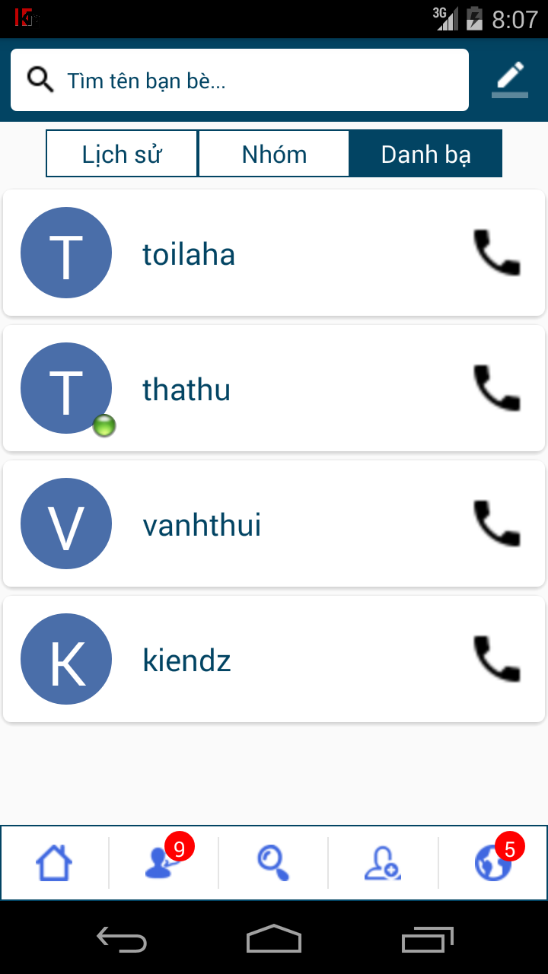 3G 8:07
Tìm tên bạn bè...
Lịch sử Nhóm Danh bạ
T toilaha
T thathu
V vanhthui
K kiendz
9 5